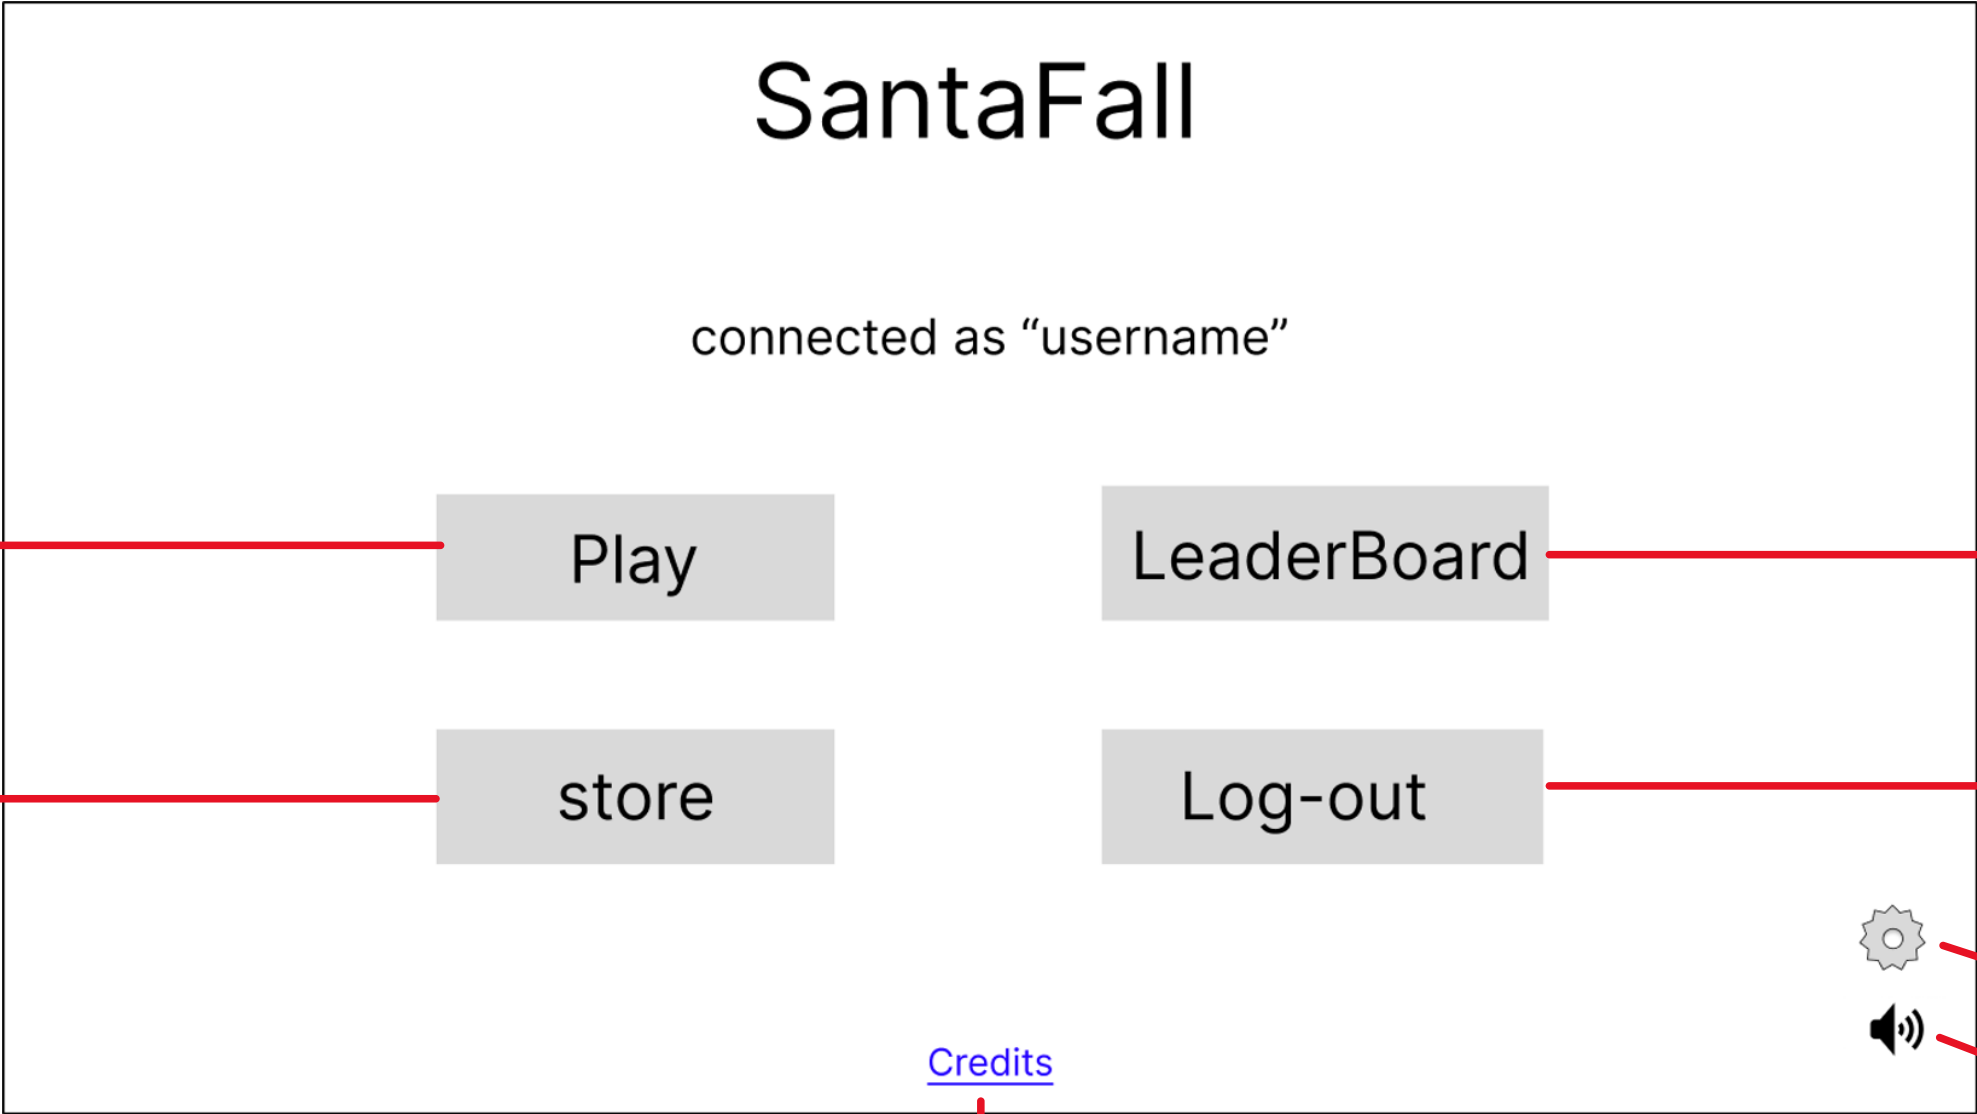 SantaFall
connected as “username”
Play
LeaderBoard
store
Log-out
Credits